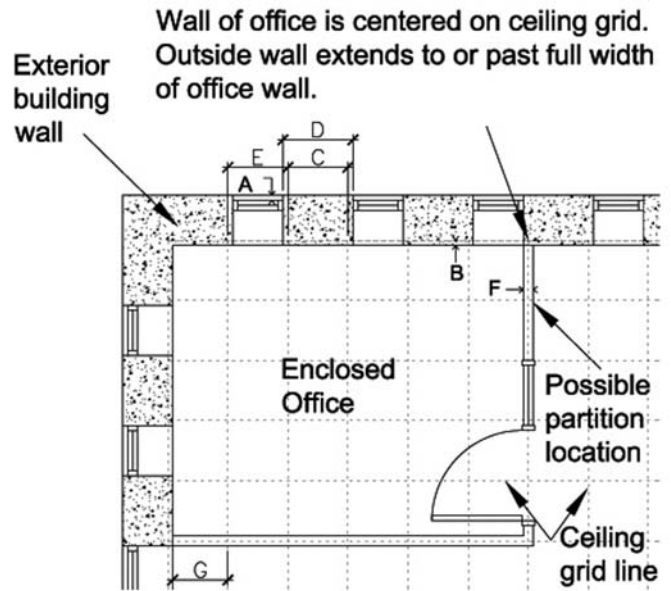 Wall of office is centered on ceiling grid.
Outside wall extends to or past full width
of office wall.
Exterior
building
wall
D
E
C
A
B
F
Enclosed
Office
Possible
partition
location
Ceiling
grid line
G